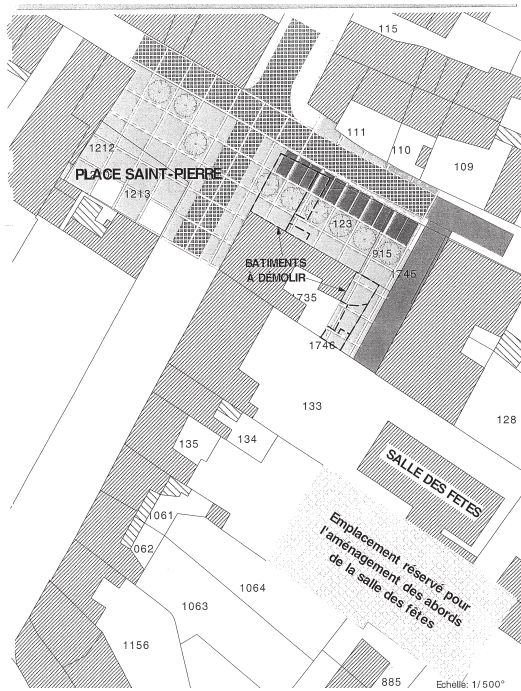 115
111
110
109
1212
PLACE SAINT-PIERRE
1213
123
915
BATIMENTS
À DÉMOLIR
1745
1735
1746
133
128
135
134
SALLE DES FETES
1061
062
Emplacement réservé pour
l'aménagement des abords
de la salle des fêtes
1064
1063
1156
885
Echelle: 1/500°